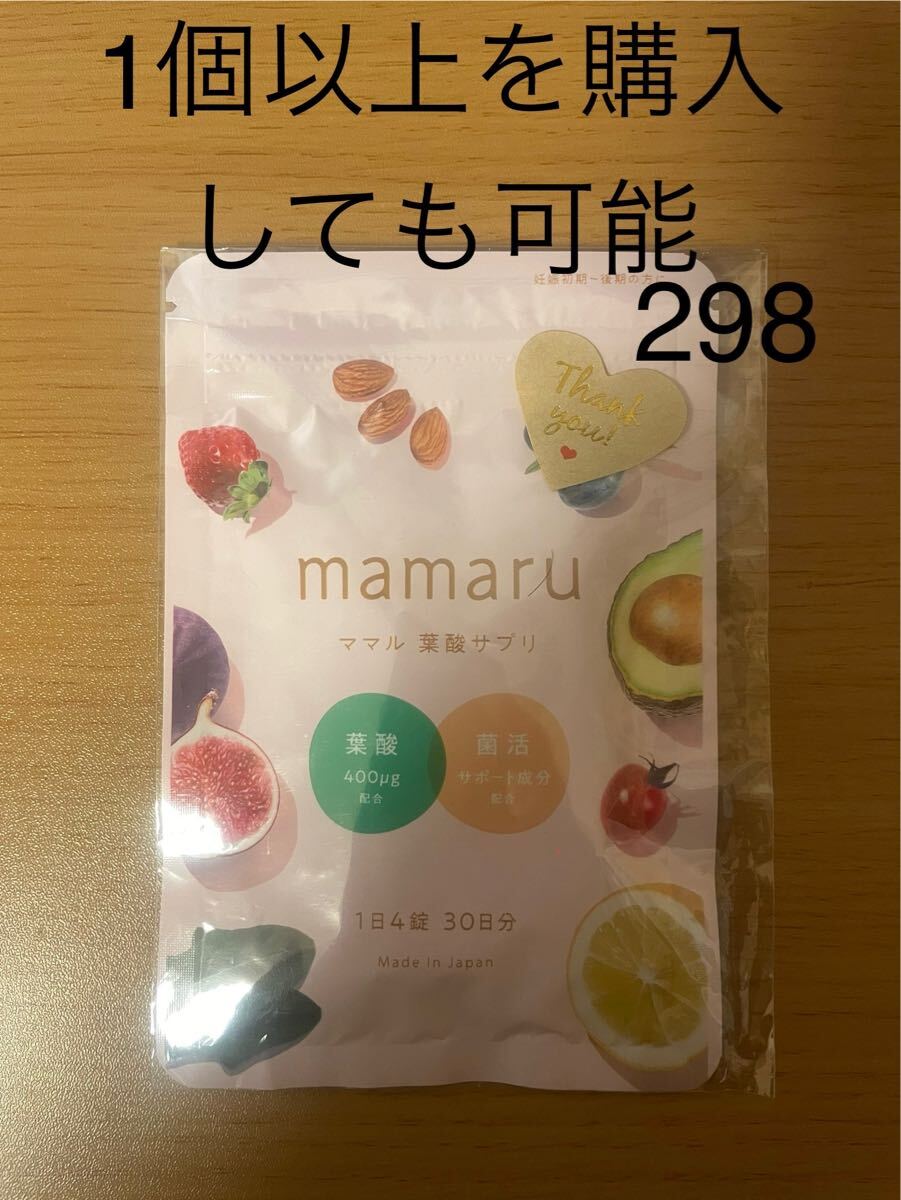 1個以上を購入
しても可能
妊娠初期~後期の方に
298
Thank
you!
mamaru
ママル 葉酸サプリ
葉酸
400μg
配合
菌活
サポート成分
配合
1日4錠 30日分
Made In Japan